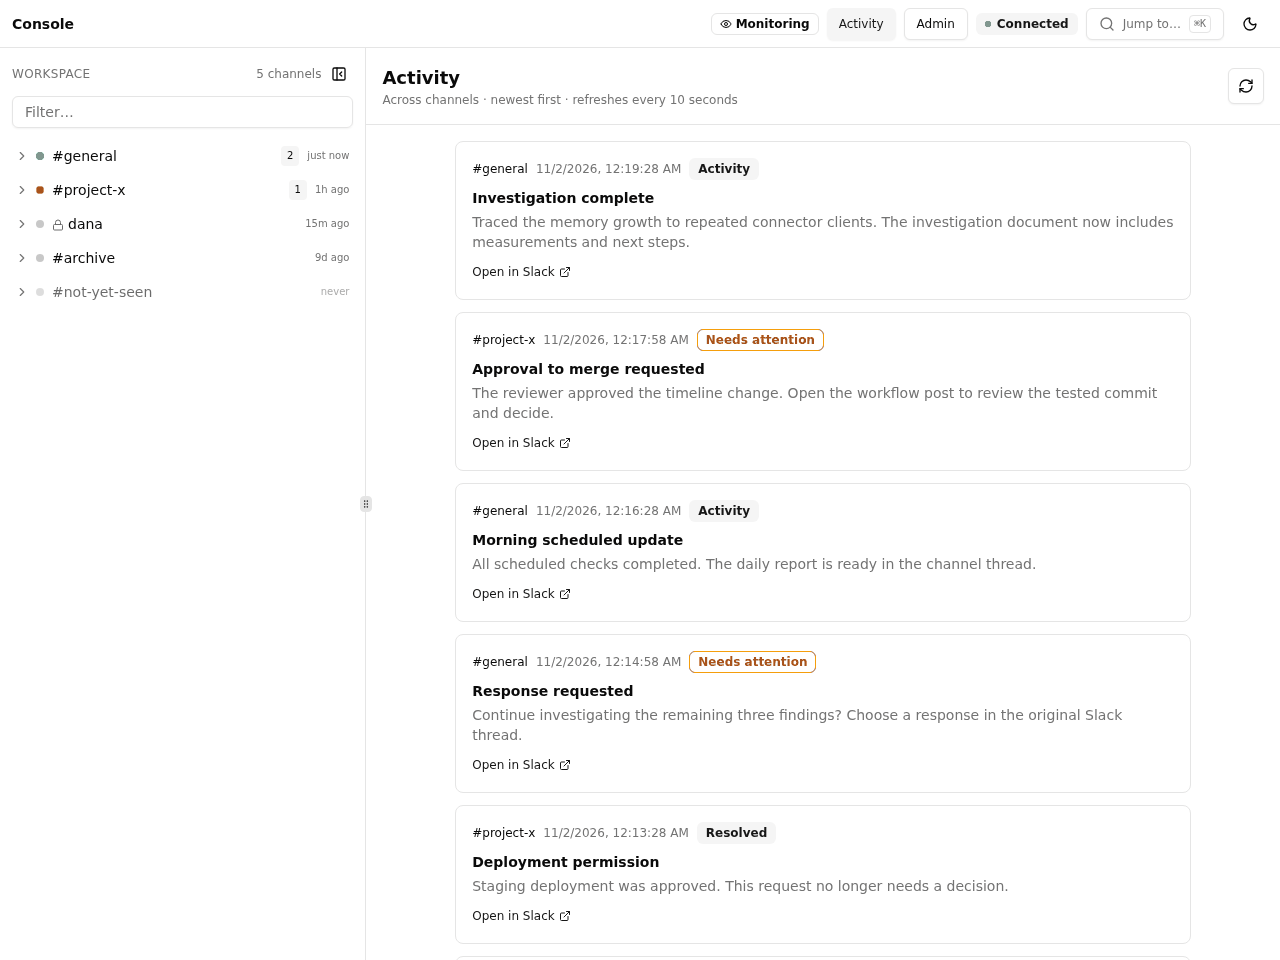 Console
Monitoring Activity Admin Connected Jump to… ⌘K
WORKSPACE 5 channels
Filter…
#general 2 just now
#project-x 1 1h ago
dana 15m ago
#archive 9d ago
#not-yet-seen never
Activity
Across channels · newest first · refreshes every 10 seconds
#general 11/2/2026, 12:19:28 AM Activity
Investigation complete
Traced the memory growth to repeated connector clients. The investigation document now includes
measurements and next steps.
Open in Slack
#project-x 11/2/2026, 12:17:58 AM Needs attention
Approval to merge requested
The reviewer approved the timeline change. Open the workflow post to review the tested commit
and decide.
Open in Slack
#general 11/2/2026, 12:16:28 AM Activity
Morning scheduled update
All scheduled checks completed. The daily report is ready in the channel thread.
Open in Slack
#general 11/2/2026, 12:14:58 AM Needs attention
Response requested
Continue investigating the remaining three findings? Choose a response in the original Slack
thread.
Open in Slack
#project-x 11/2/2026, 12:13:28 AM Resolved
Deployment permission
Staging deployment was approved. This request no longer needs a decision.
Open in Slack